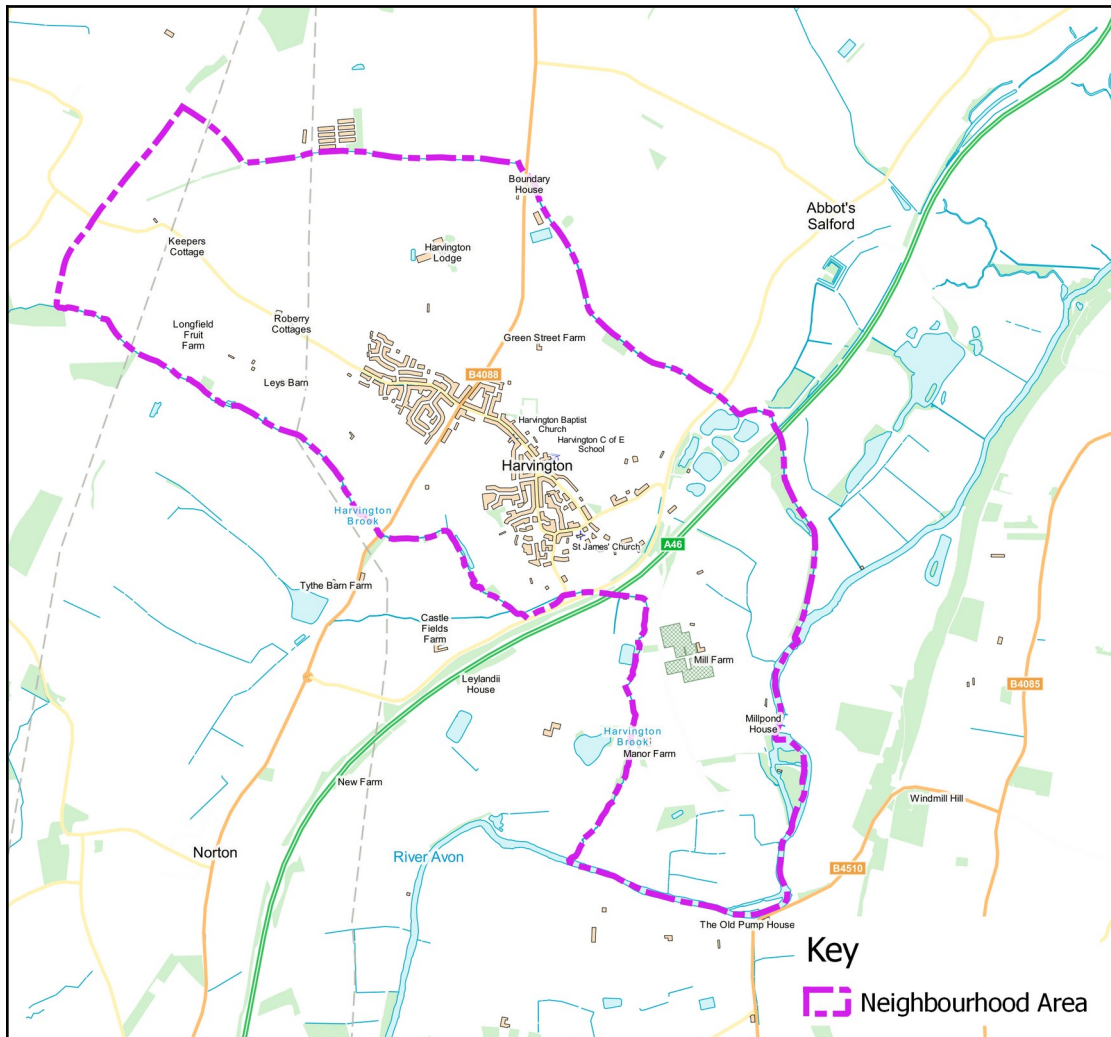 Boundary
House
Abbot's
Salford
Keepers
Cottage
Harvington
Lodge
Longfield
Fruit
Farm
Roberry
Cottages
Green Street Farm
Leys Barn
B4088
Harvington Baptist
Church
Harvington C of E
School
Harvington
Harvington
Brook
St James' Church
A46
Tythe Barn Farm
Castle
Fields
Farm
Mill Farm
Leylandii
House
B4085
Millpond
House
Harvington
Brook
Manor Farm
New Farm
Windmill Hill
Norton
River Avon
B4510
The Old Pump House
Key
Neighbourhood Area